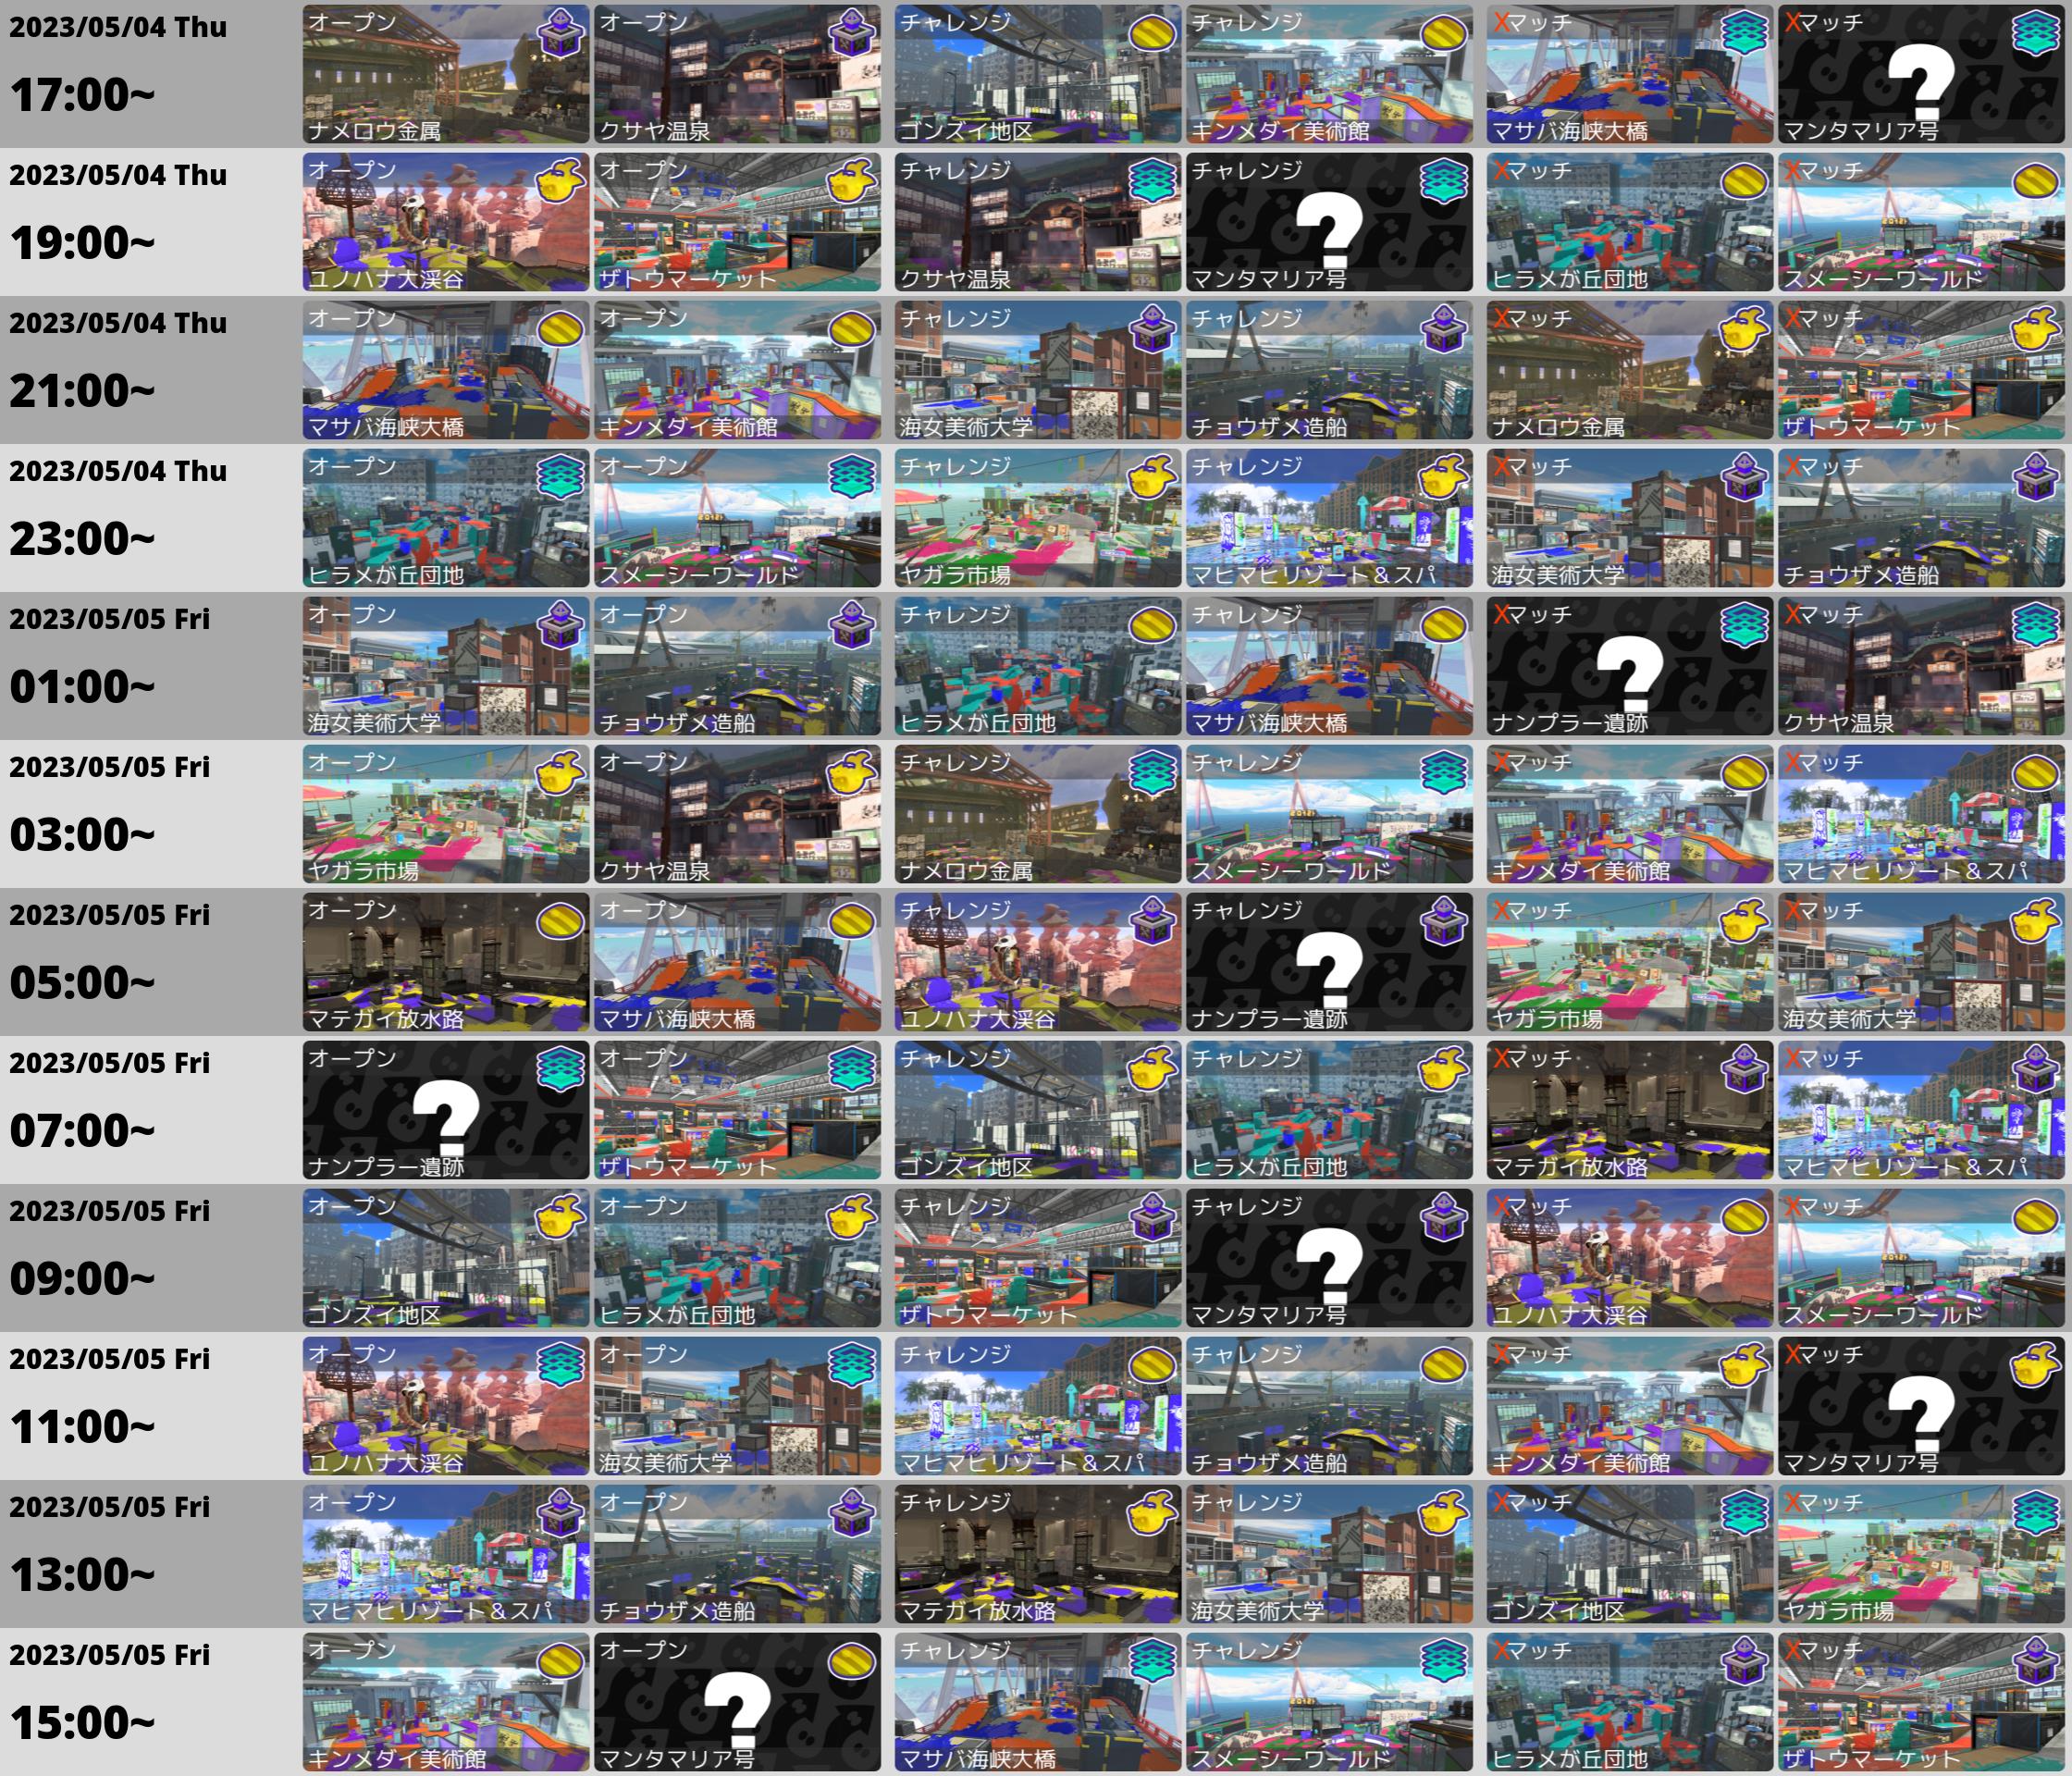 2023/05/04 Thu
17:00~
オープン オープン チャレンジ チャレンジ Xマッチ Xマッチ
ナメロウ金属 クサヤ温泉 ゴンズイ地区 キンメダイ美術館 マサバ海峡大橋 マンタマリア号
2023/05/04 Thu
19:00~
オープン オープン チャレンジ チャレンジ Xマッチ Xマッチ
ユノハナ大渓谷 ザトウマーケット クサヤ温泉 マンタマリア号 ヒラメが丘団地 スメーシーワールド
2023/05/04 Thu
21:00~
オープン オープン チャレンジ チャレンジ Xマッチ Xマッチ
マサバ海峡大橋 キンメダイ美術館 海女美術大学 チョウザメ造船 ナメロウ金属 ザトウマーケット
2023/05/04 Thu
23:00~
オープン オープン チャレンジ チャレンジ Xマッチ Xマッチ
ヒラメが丘団地 スメーシーワールド ヤガラ市場 マヒマヒリゾート＆スパ 海女美術大学 チョウザメ造船
2023/05/05 Fri
01:00~
オープン オープン チャレンジ チャレンジ Xマッチ Xマッチ
海女美術大学 チョウザメ造船 ヒラメが丘団地 マサバ海峡大橋 ナンプラー遺跡 クサヤ温泉
2023/05/05 Fri
03:00~
オープン オープン チャレンジ チャレンジ Xマッチ Xマッチ
ヤガラ市場 クサヤ温泉 ナメロウ金属 スメーシーワールド キンメダイ美術館 マヒマヒリゾート＆スパ
2023/05/05 Fri
05:00~
オープン オープン チャレンジ チャレンジ Xマッチ Xマッチ
マテガイ放水路 マサバ海峡大橋 ユノハナ大渓谷 ナンプラー遺跡 ヤガラ市場 海女美術大学
2023/05/05 Fri
07:00~
オープン オープン チャレンジ チャレンジ Xマッチ Xマッチ
ナンプラー遺跡 ザトウマーケット ゴンズイ地区 ヒラメが丘団地 マテガイ放水路 マヒマヒリゾート＆スパ
2023/05/05 Fri
09:00~
オープン オープン チャレンジ チャレンジ Xマッチ Xマッチ
ゴンズイ地区 ヒラメが丘団地 ザトウマーケット マンタマリア号 ユノハナ大渓谷 スメーシーワールド
2023/05/05 Fri
11:00~
オープン オープン チャレンジ チャレンジ Xマッチ Xマッチ
ユノハナ大渓谷 海女美術大学 マヒマヒリゾート＆スパ チョウザメ造船 キンメダイ美術館 マンタマリア号
2023/05/05 Fri
13:00~
オープン オープン チャレンジ チャレンジ Xマッチ Xマッチ
マヒマヒリゾート＆スパ チョウザメ造船 マテガイ放水路 海女美術大学 ゴンズイ地区 ヤガラ市場
2023/05/05 Fri
15:00~
オープン オープン チャレンジ チャレンジ Xマッチ Xマッチ
キンメダイ美術館 マンタマリア号 マサバ海峡大橋 スメーシーワールド ヒラメが丘団地 ザトウマーケット